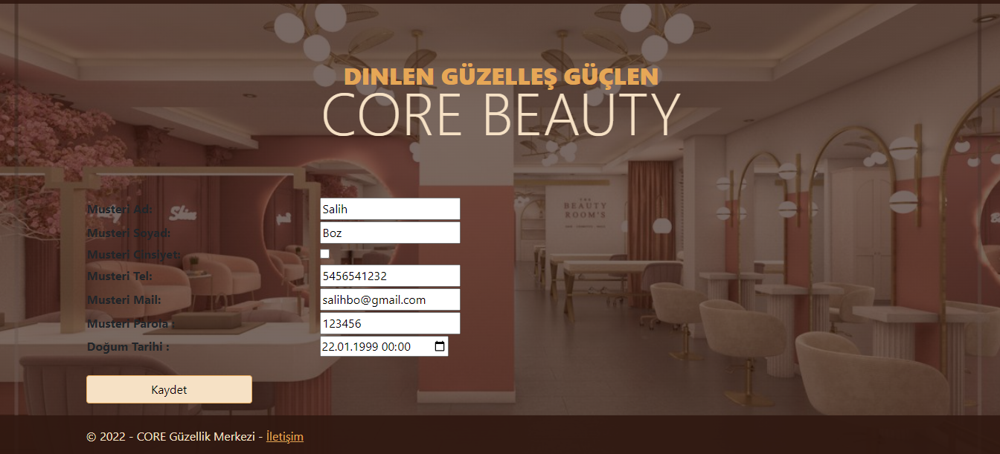 DINLEN GÜZELLEŞ GÜÇLEN
CORE BEAUTY
Musteri Ad: Salih
Musteri Soyad: Boz
Musteri Cinsiyet:
Musteri Tel: 5456541232
Musteri Mail: salihbo@gmail.com
Musteri Parola : 123456
Doğum Tarihi : 22.01.1999 00:00
THE
BEAUTY
ROOM'S
Kaydet
© 2022 - CORE Güzellik Merkezi - İletişim